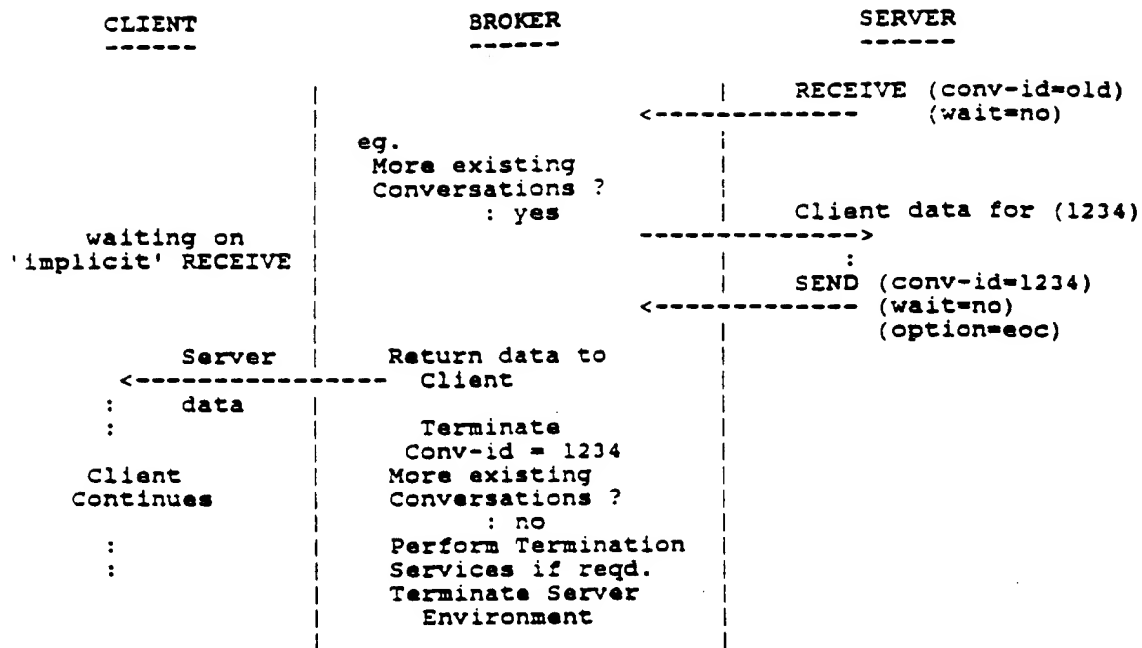 CLIENT BROKER SERVER
------ ------ ------
RECEIVE (conv-id=old)
<------------- (wait=no)
eg.
More existing
Conversations ?
: yes
Client data for (1234)
-------------->
waiting on
'implicit' RECEIVE
:
SEND (conv-id=1234)
<------------- (wait=no)
(option=eoc)
Server Return data to
<----------------- Client
: data
: Terminate
Conv-id = 1234
Client More existing
Continues Conversations ?
: no
: Perform Termination
: Services if reqd.
Terminate Server
Environment